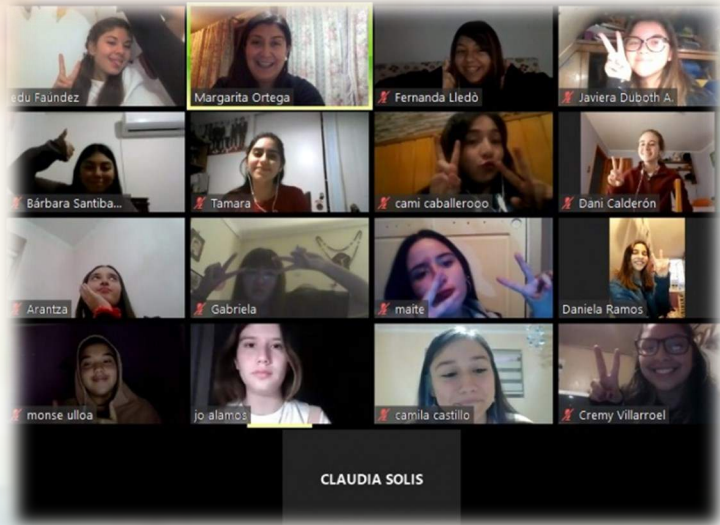 edu Faúndez
Margarita Ortega
Fernanda Lledò
Javiera Duboth A.
Bárbara Santiba...
Tamara
cami caballerooo
Dani Calderón
Arantza
Gabriela
maite
Daniela Ramos
monse ulloa
jo alamos
camila castillo
Cremy Villarroel
CLAUDIA SOLIS